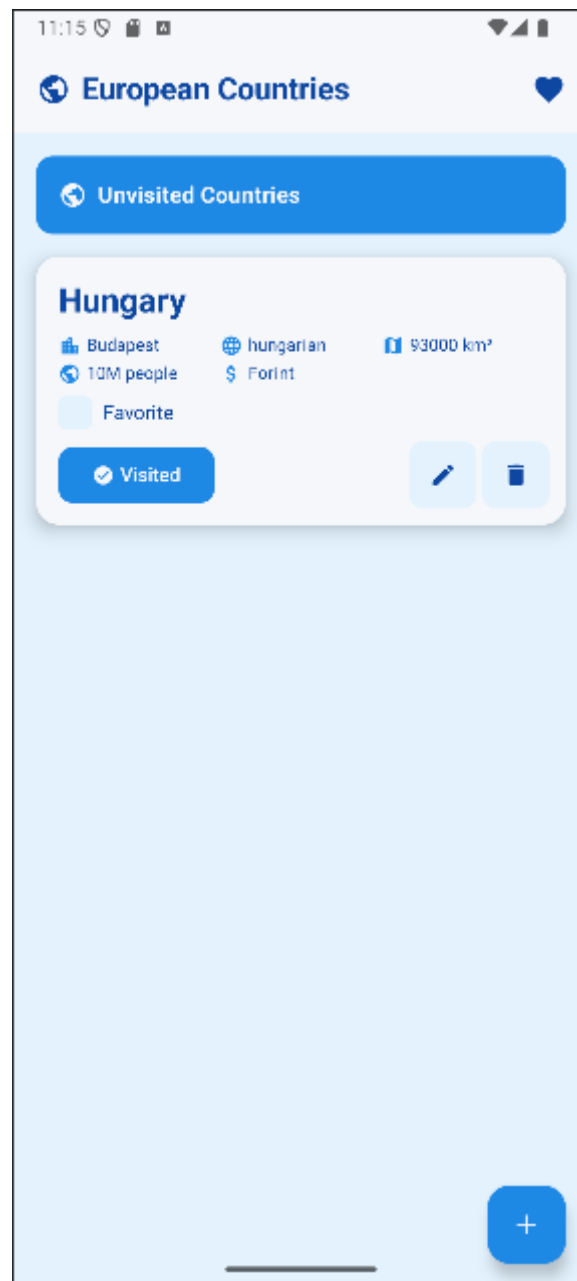 11:15
European Countries
Unvisited Countries
Hungary
Budapest hungarian 93000 km²
10M people $ Forint
Favorite
Visited
+